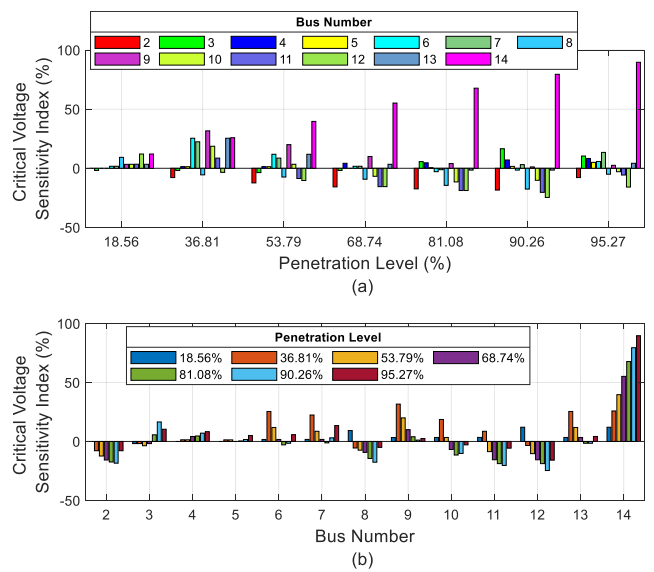 Bus Number
2 3 4 5 6 7 8
9 10 11 12 13 14
Critical Voltage
Sensitivity Index (%)
100
50
0
-50
18.56 36.81 53.79 68.74 81.08 90.26 95.27
Penetration Level (%)
(a)
Penetration Level
18.56% 36.81% 53.79% 68.74%
81.08% 90.26% 95.27%
Critical Voltage
Sensitivity Index (%)
100
50
0
-50
2 3 4 5 6 7 8 9 10 11 12 13 14
Bus Number
(b)